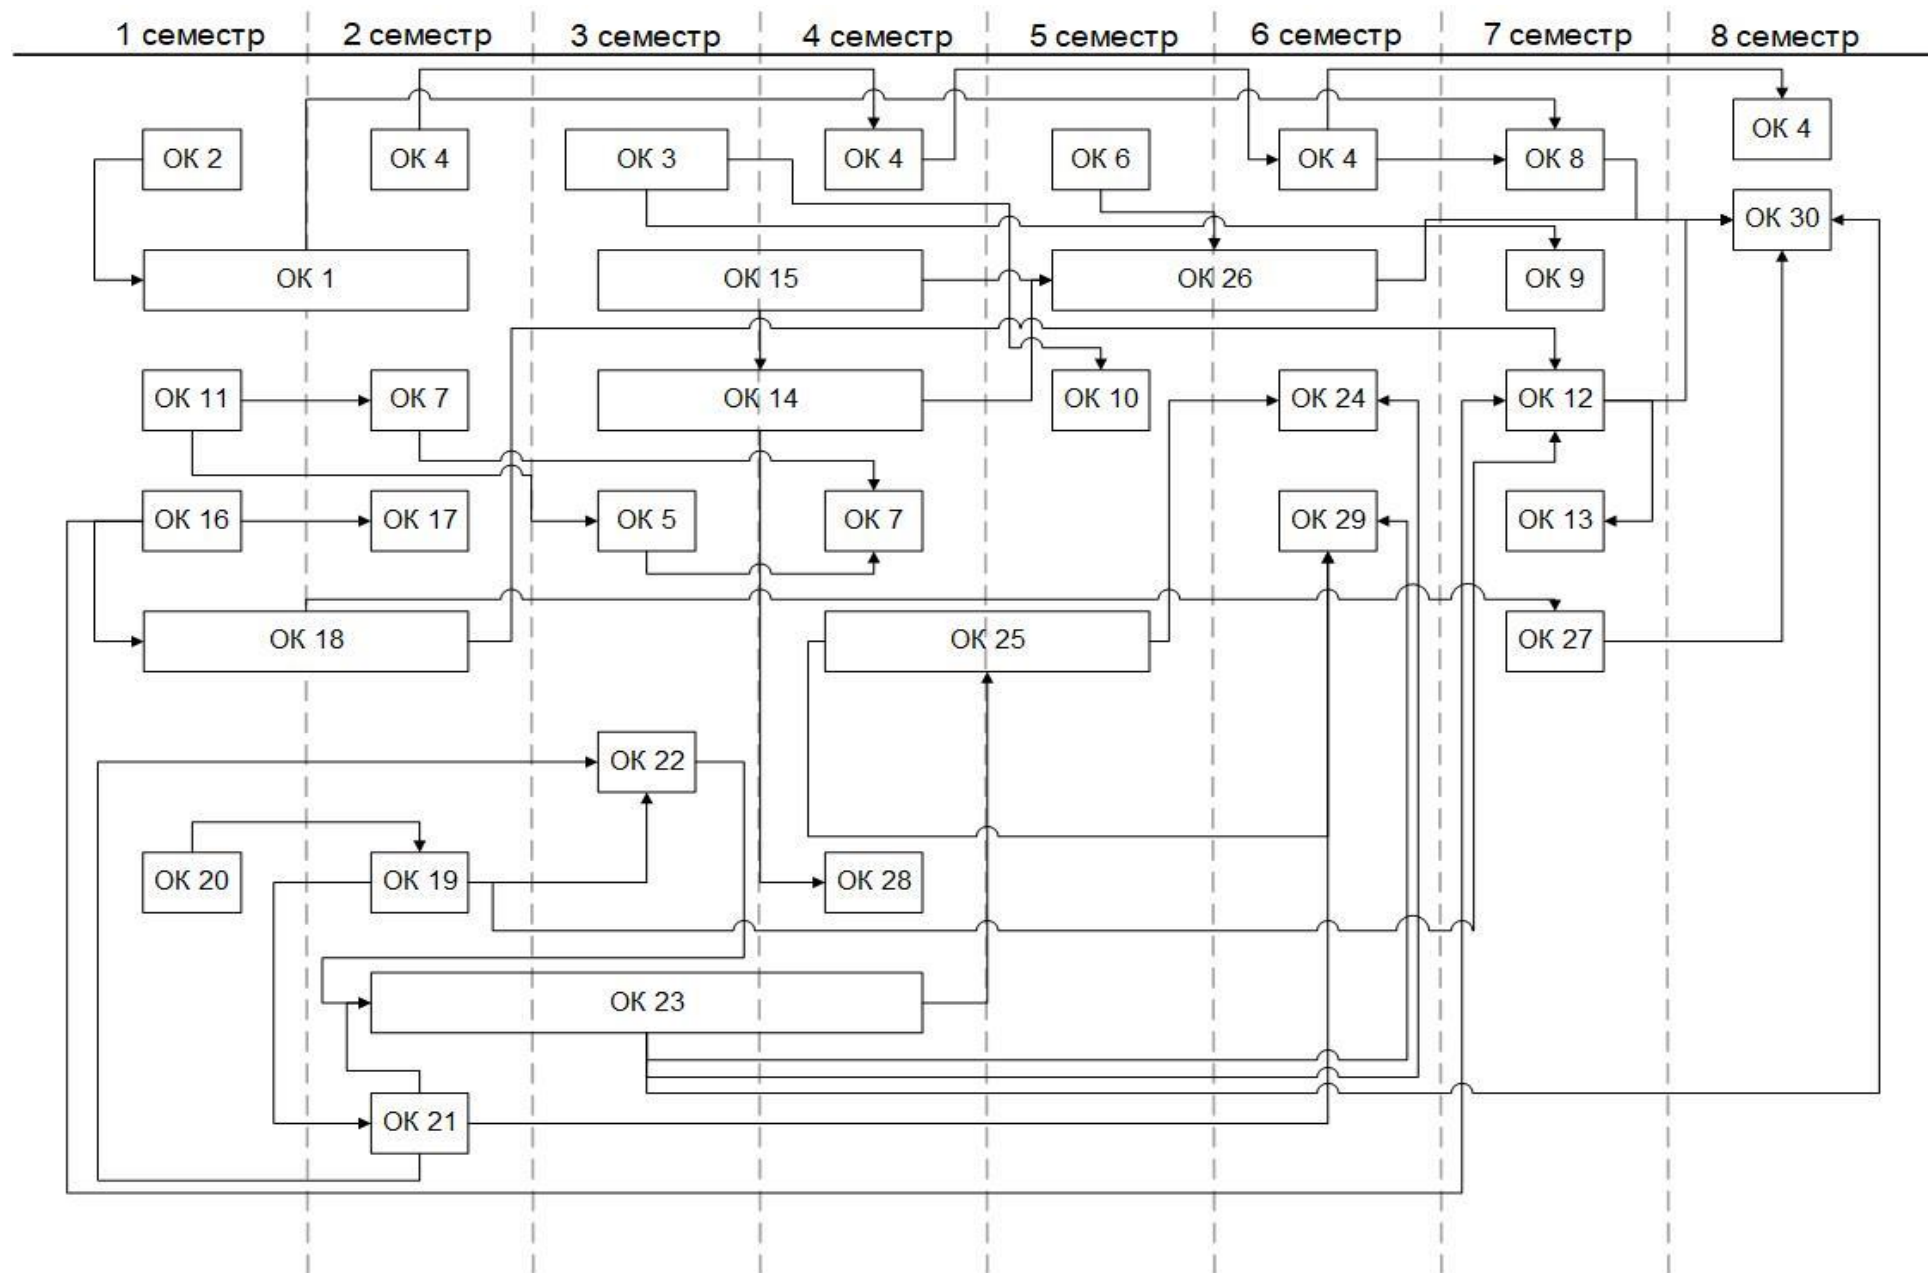 1 семестр 2 семестр 3 семестр 4 семестр 5 семестр 6 семестр 7 семестр 8 семестр
ОК 4
ОК 2 ОК 4 ОК 3 ОК 4 ОК 6 ОК 4 ОК 8
ОК 30
ОК 1 ОК 15 ОК 26 ОК 9
ОК 11 ОК 7 ОК 14 ОК 10 ОК 24 ОК 12
ОК 16 ОК 17 ОК 5 ОК 7 ОК 29 ОК 13
ОК 18 ОК 25 ОК 27
ОК 22
ОК 20 ОК 19 ОК 28
ОК 23
ОК 21